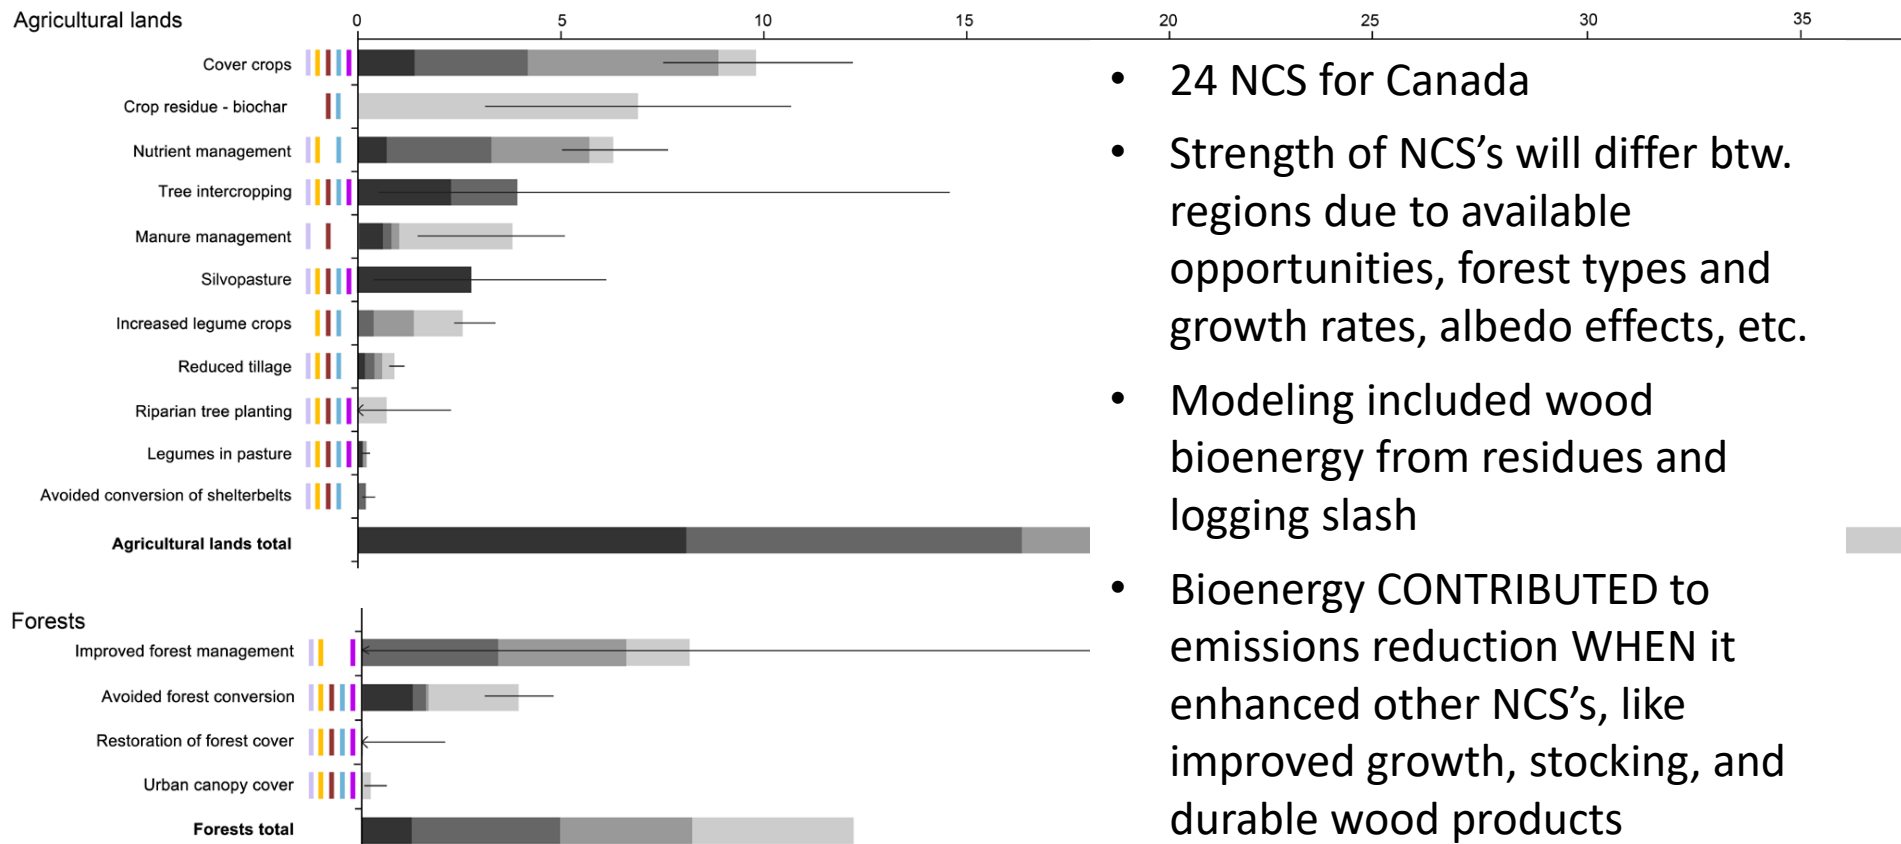 Agricultural lands
0 5 10 15 20 25 30 35
Cover crops
Crop residue - biochar
Nutrient management
Tree intercropping
Manure management
Silvopasture
Increased legume crops
Reduced tillage
Riparian tree planting
Legumes in pasture
Avoided conversion of shelterbelts
Agricultural lands total
Forests
Improved forest management
Avoided forest conversion
Restoration of forest cover
Urban canopy cover
Forests total
• 24 NCS for Canada
• Strength of NCS’s will differ btw.
regions due to available
opportunities, forest types and
growth rates, albedo effects, etc.
• Modeling included wood
bioenergy from residues and
logging slash
• Bioenergy CONTRIBUTED to
emissions reduction WHEN it
enhanced other NCS’s, like
improved growth, stocking, and
durable wood products